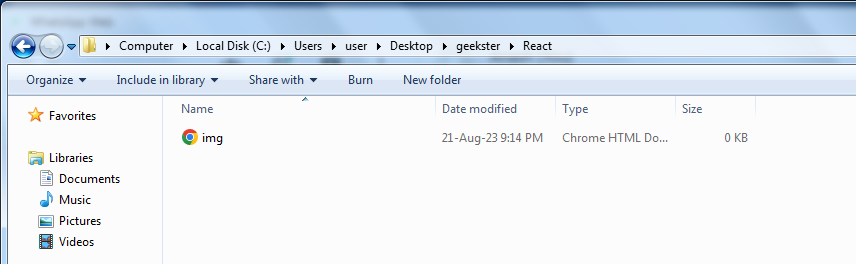 Computer Local Disk (C:) Users user Desktop geekster React
Organize Include in library Share with Burn New folder
Favorites
Libraries
Documents
Music
Pictures
Videos
Name Date modified Type Size
img 21-Aug-23 9:14 PM Chrome HTML Do... 0 KB